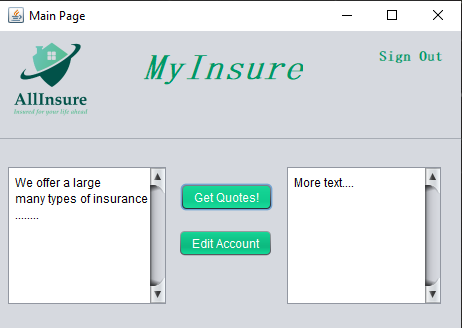 Main Page
MyInsure
Sign Out
AllInsure
Insured for your life ahead
We offer a large
many types of insurance
........
Get Quotes!
Edit Account
More text....